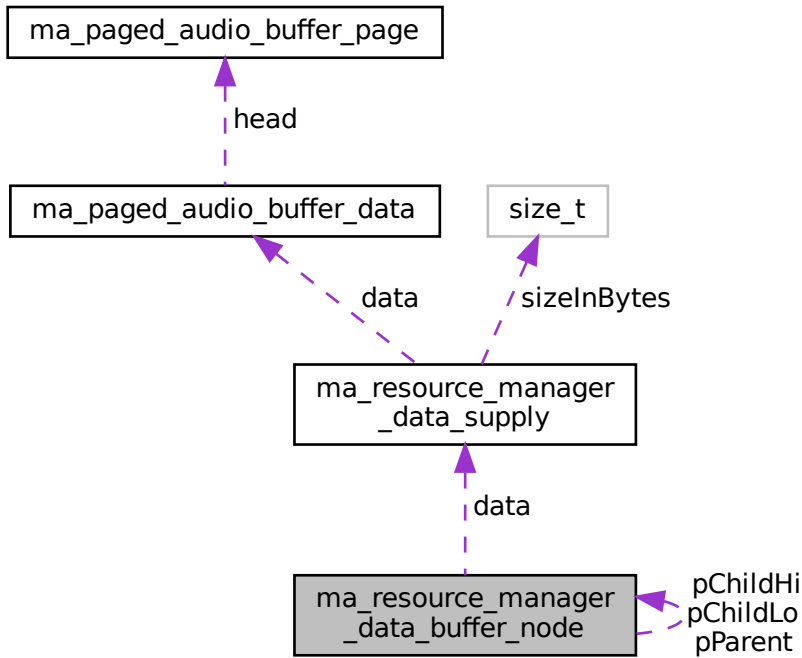 ma_paged_audio_buffer_page
head
ma_paged_audio_buffer_data
size_t
data
sizeInBytes
ma_resource_manager
_data_supply
data
ma_resource_manager
_data_buffer_node
pChildHi
pChildLo
pParent